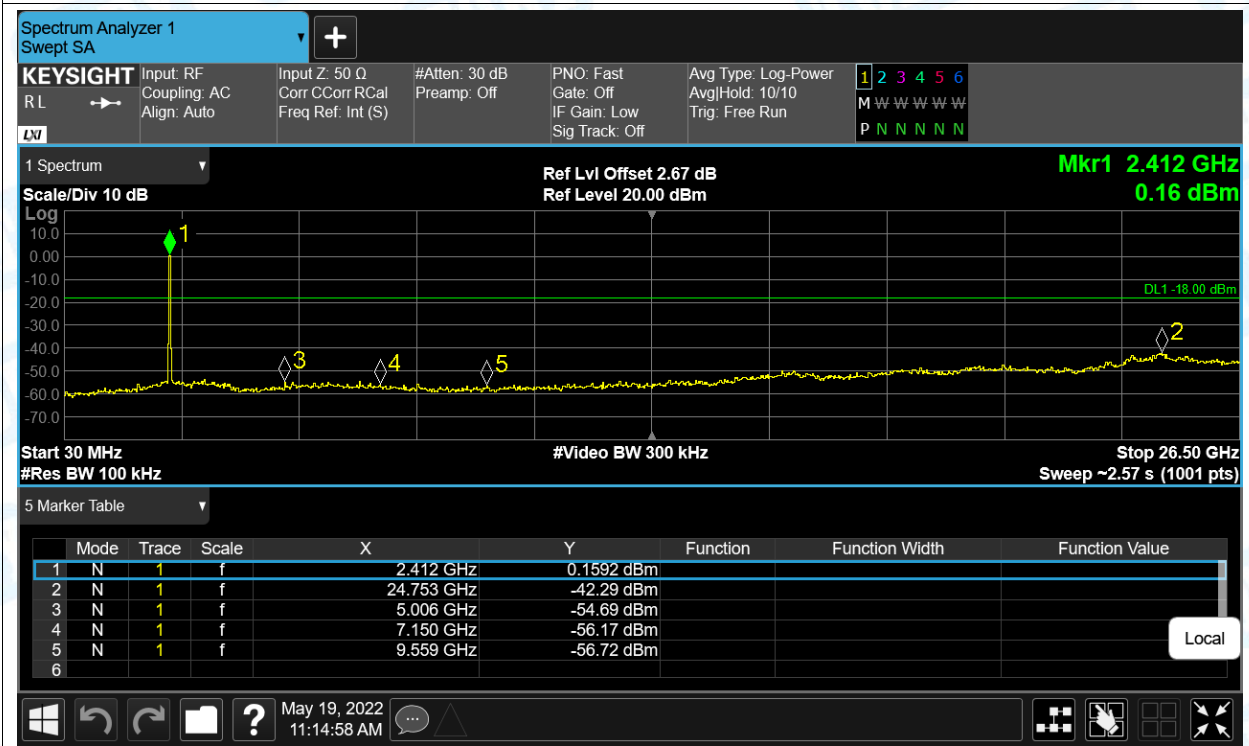 Spectrum Analyzer 1
Swept SA
KEYSIGHT
RL
LXI
Input: RF
Coupling: AC
Align: Auto
Input Z: 50 Ω
Corr CCorr RCal
Freq Ref: Int (S)
#Atten: 30 dB
Preamp: Off
PNO: Fast
Gate: Off
IF Gain: Low
Sig Track: Off
Avg Type: Log-Power
Avg|Hold: 10/10
Trig: Free Run
1 2 3 4 5 6
M W W W W W
P N N N N N
1 Spectrum
Scale/Div 10 dB
Ref Lvl Offset 2.67 dB
Ref Level 20.00 dBm
Mkr1 2.412 GHz
0.16 dBm
Log
10.0
0.00
-10.0
-20.0
-30.0
-40.0
-50.0
-60.0
-70.0
1
DL1 -18.00 dBm
2
3
4
5
Start 30 MHz
#Res BW 100 kHz
#Video BW 300 kHz
Stop 26.50 GHz
Sweep ~2.57 s (1001 pts)
5 Marker Table
Mode Trace Scale X Y Function Function Width Function Value
1 N 1 f 2.412 GHz 0.1592 dBm
2 N 1 f 24.753 GHz -42.29 dBm
3 N 1 f 5.006 GHz -54.69 dBm
4 N 1 f 7.150 GHz -56.17 dBm
5 N 1 f 9.559 GHz -56.72 dBm
6
Local
?
May 19, 2022
11:14:58 AM